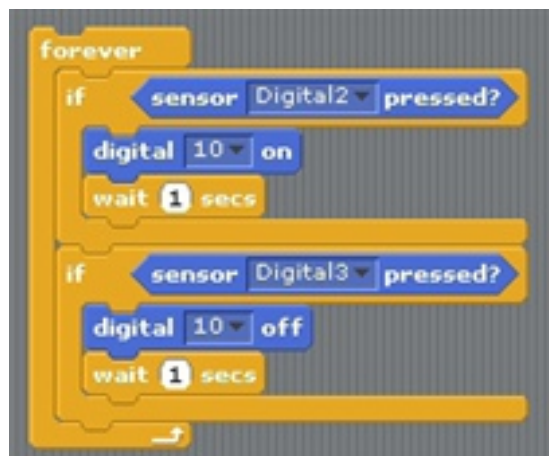 forever
if sensor Digital2 pressed?
digital 10 on
wait 1 secs
if sensor Digital3 pressed?
digital 10 off
wait 1 secs